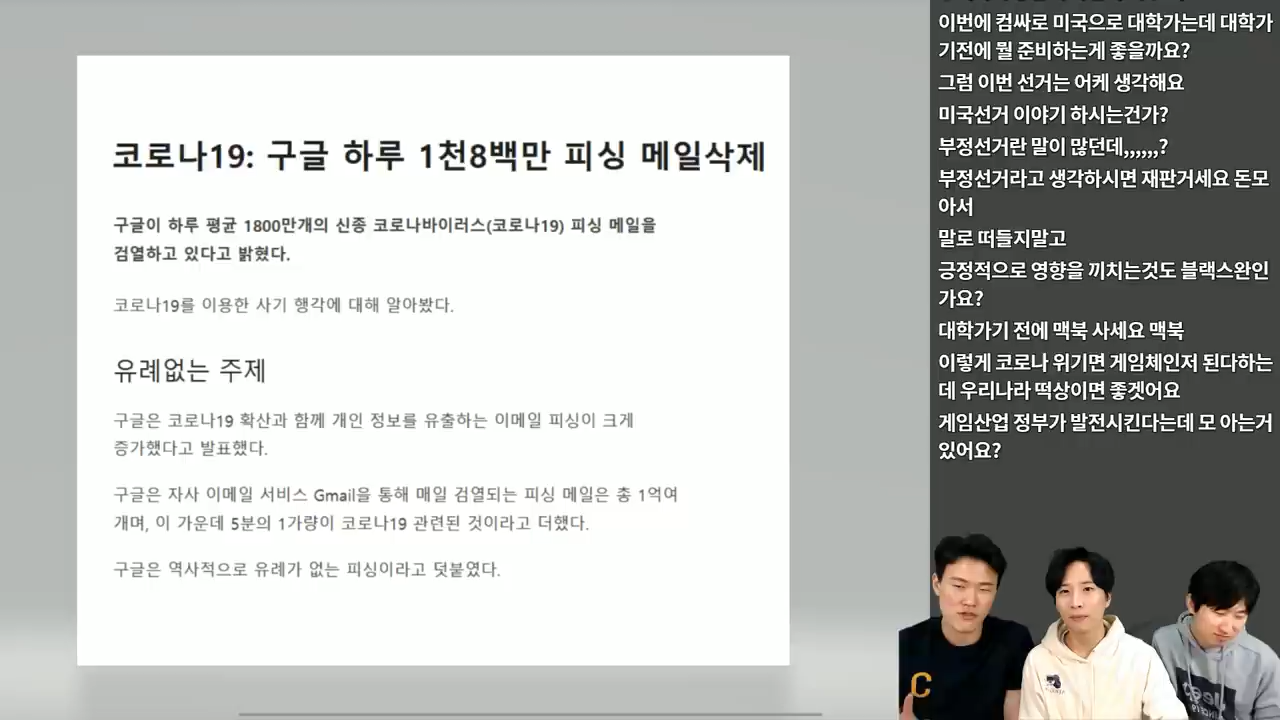 코로나19: 구글 하루 1천8백만 피싱 메일삭제
구글이 하루 평균 1800만개의 신종 코로나바이러스(코로나19) 피싱 메일을
검열하고 있다고 밝혔다.
코로나19를 이용한 사기 행각에 대해 알아봤다.
유례없는 주제
구글은 코로나19 확산과 함께 개인 정보를 유출하는 이메일 피싱이 크게
증가했다고 발표했다.
구글은 자사 이메일 서비스 Gmail을 통해 매일 검열되는 피싱 메일은 총 1억여
개며, 이 가운데 5분의 1가량이 코로나19 관련된 것이라고 더했다.
구글은 역사적으로 유례가 없는 피싱이라고 덧붙였다.
이번에 컴싸로 미국으로 대학가는데 대학가
기전에 뭘 준비하는게 좋을까요?
그럼 이번 선거는 어케 생각해요
미국선거 이야기 하시는건가?
부정선거란 말이 많던데,,,,,,?
부정선거라고 생각하시면 재판거세요 돈모
아서
말로 떠들지말고
긍정적으로 영향을 끼치는것도 블랙스완인
가요?
대학가기 전에 맥북 사세요 맥북
이렇게 코로나 위기면 게임체인저 된다하는
데 우리나라 떡상이면 좋겟어요
게임산업 정부가 발전시킨다는데 모 아는거
있어요?
C